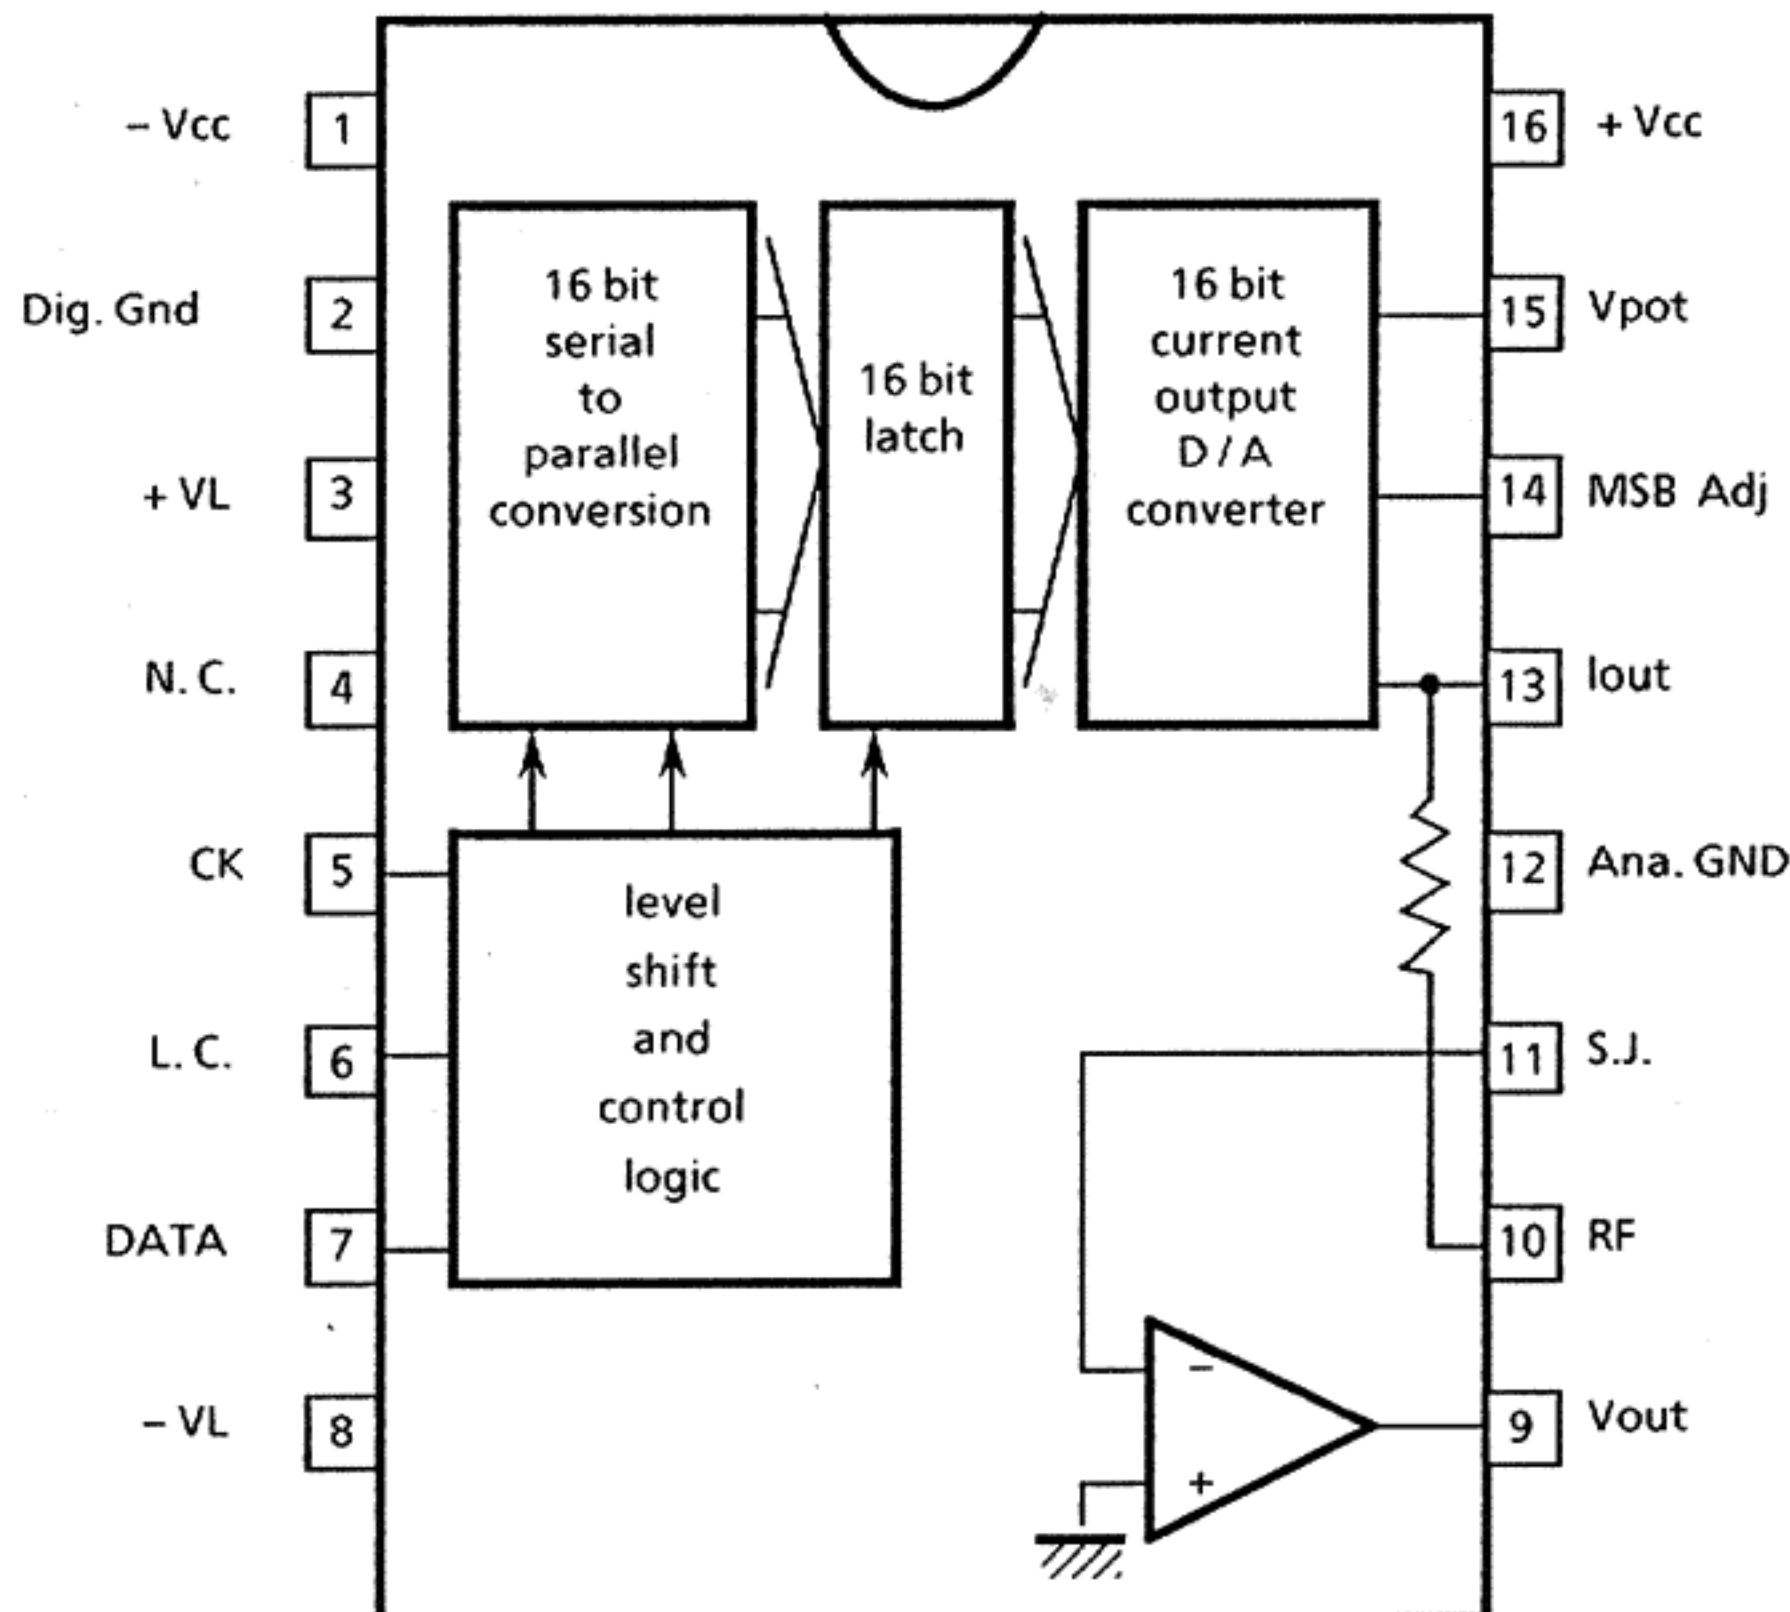 – Vcc 1
Dig. Gnd 2
+ VL 3
N. C. 4
CK 5
L. C. 6
DATA 7
– VL 8
16 bit
serial
to
parallel
conversion
16 bit
latch
16 bit
current
output
D / A
converter
level
shift
and
control
logic
–
+
16 + Vcc
15 Vpot
14 MSB Adj
13 Iout
12 Ana. GND
11 S.J.
10 RF
9 Vout